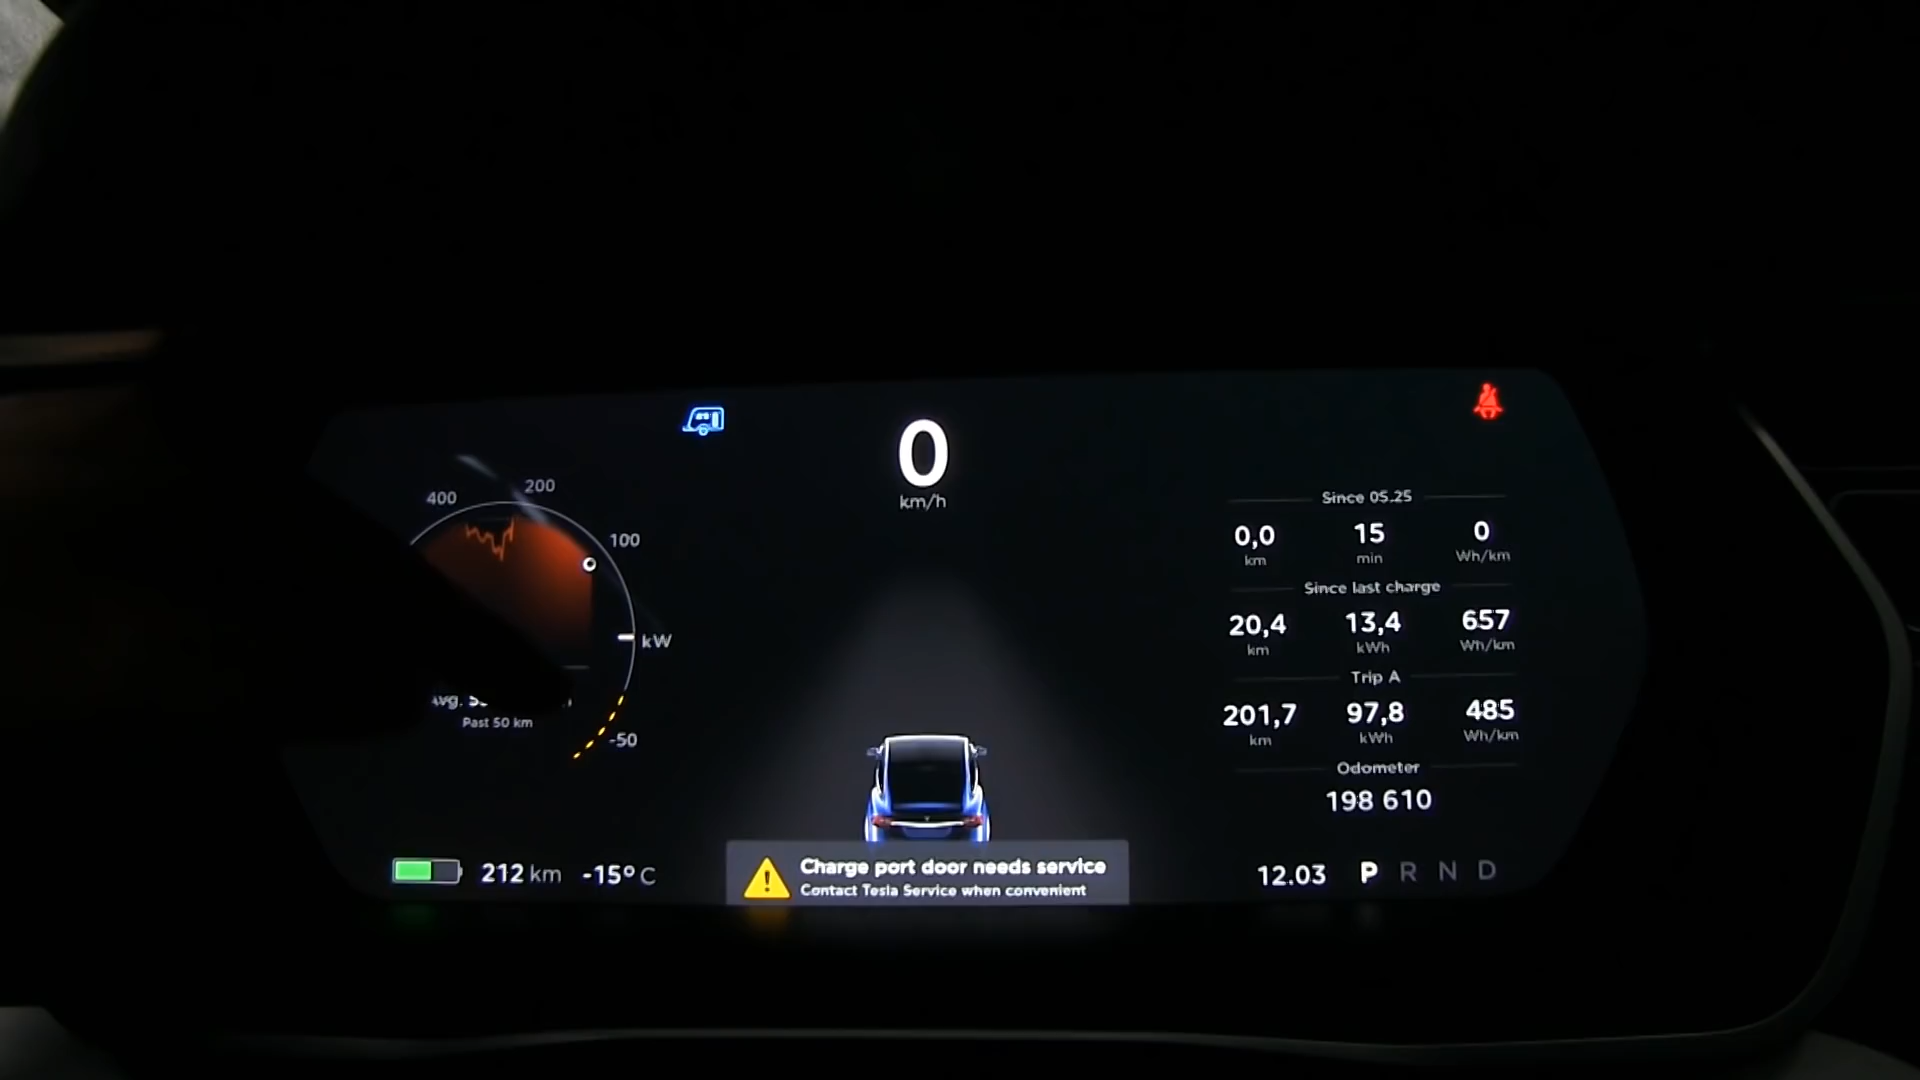 0
km/h
400
200
100
kW
-50
Past 50 km
Since 05.25
0,0 15 0
km min Wh/km
Since last charge
20,4 13,4 657
km kWh Wh/km
Trip A
201,7 97,8 485
km kWh Wh/km
Odometer
198 610
212 km -15°C
Charge port door needs service
Contact Tesla Service when convenient
12.03 P R N D